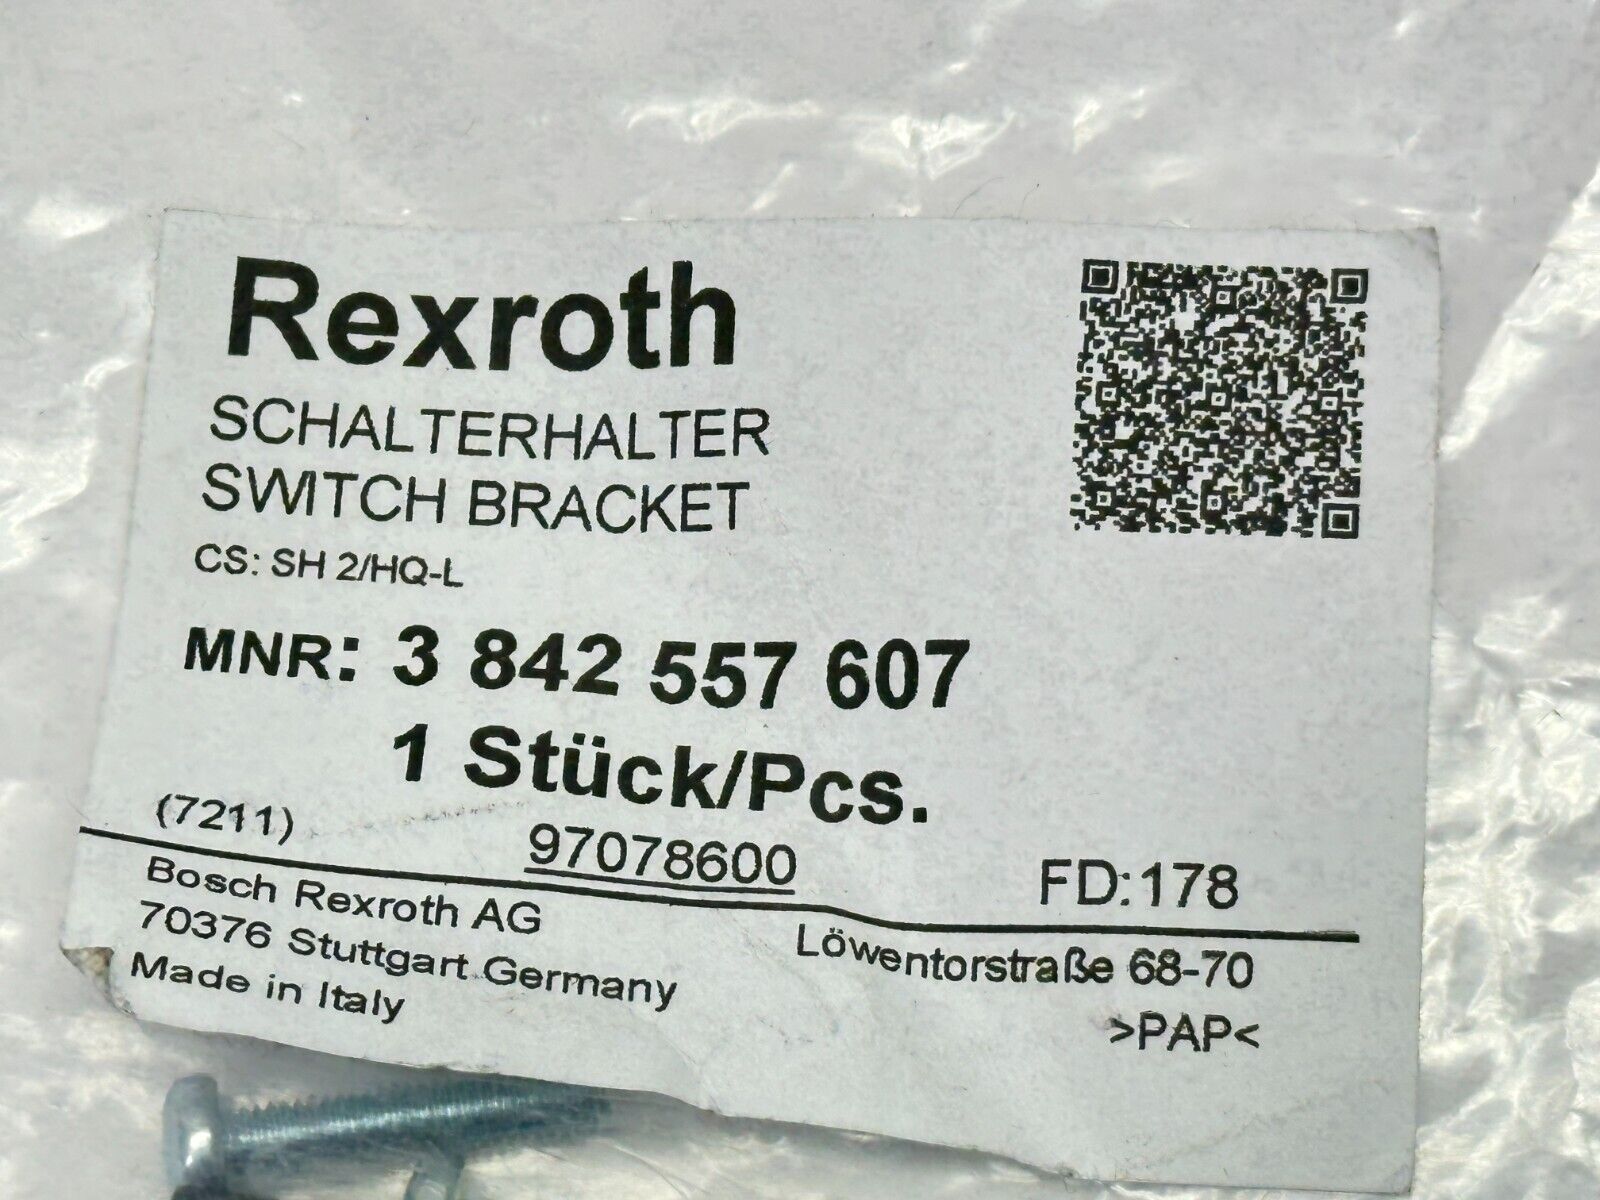 Rexroth
SCHALTERHALTER
SWITCH BRACKET
CS: SH 2/HQ-L
MNR: 3 842 557 607
1 Stück/Pcs.
(7211) 97078600 FD:178
Bosch Rexroth AG Löwentorstraße 68-70
70376 Stuttgart Germany
Made in Italy >PAP<